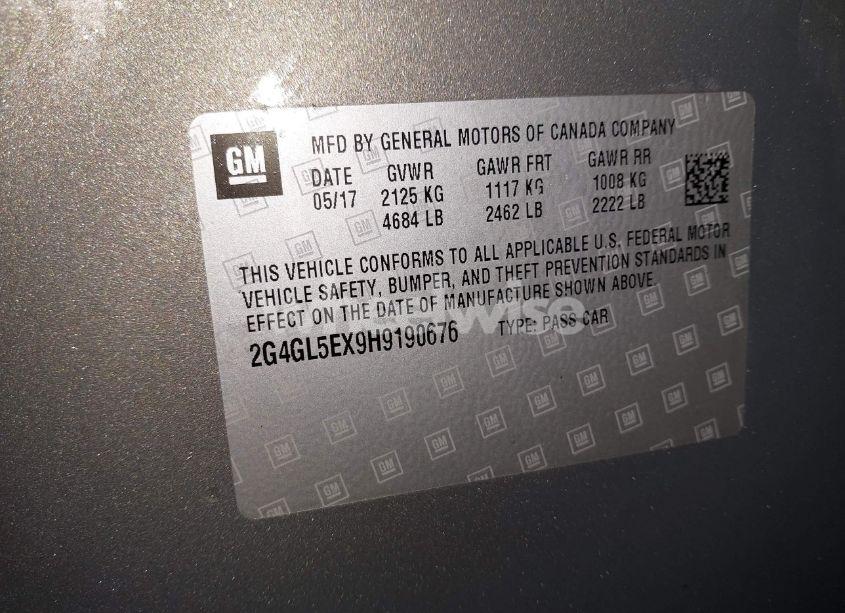 GM
MFD BY GENERAL MOTORS OF CANADA COMPANY
DATE GVWR GAWR FRT GAWR RR
05/17 2125 KG 1117 KG 1008 KG
4684 LB 2462 LB 2222 LB
THIS VEHICLE CONFORMS TO ALL APPLICABLE U.S. FEDERAL MOTOR
VEHICLE SAFETY, BUMPER, AND THEFT PREVENTION STANDARDS IN
EFFECT ON THE DATE OF MANUFACTURE SHOWN ABOVE.
2G4GL5EX9H9190676 TYPE: PASS CAR